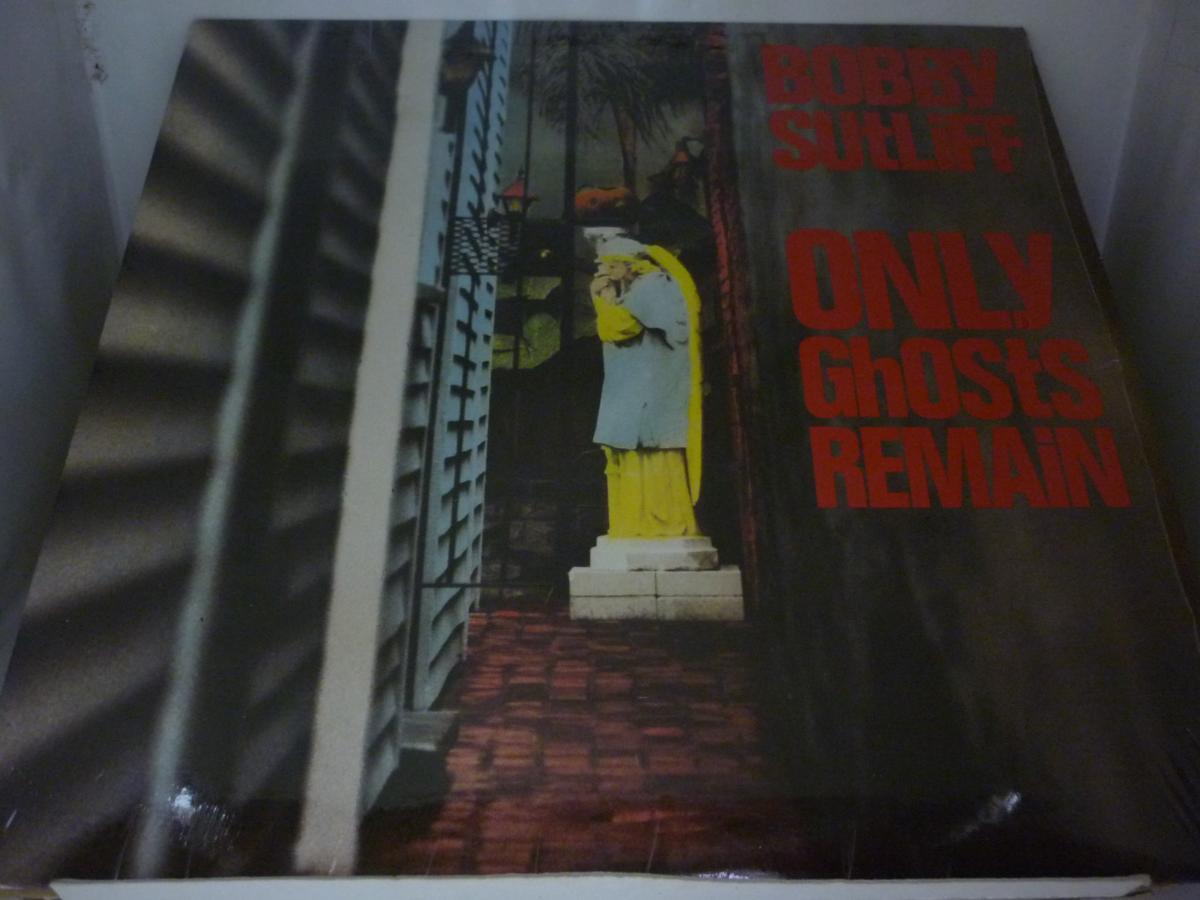 BOBBY
SUtLiFF
ONLy
GhOSts
REMAiN